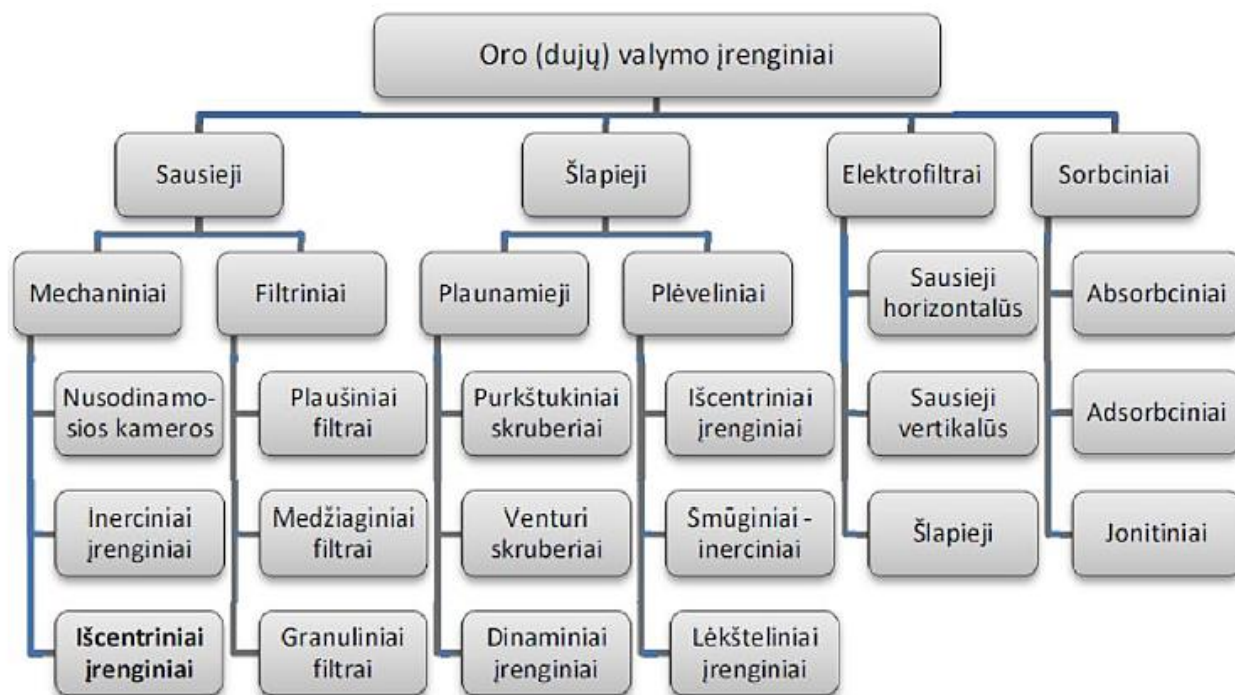 Oro (dujų) valymo įrenginiai
Sausieji
Šlapieji
Elektrofiltrai
Sorbciniai
Mechaniniai
Filtriniai
Plaunamieji
Plėveliniai
Sausieji
horizontalūs
Absorbciniai
Nusodinamo-
sios kameros
Plaušiniai
filtrai
Purkštukiniai
skruberiai
Išcentriniai
įrenginiai
Sausieji
vertikalūs
Adsorbciniai
Inerciniai
įrenginiai
Medžiaginiai
filtrai
Venturi
skruberiai
Smūginiai -
inerciniai
Šlapieji
Jonitiniai
Išcentriniai
įrenginiai
Granuliniai
filtrai
Dinaminiai
įrenginiai
Lėkšteliniai
įrenginiai